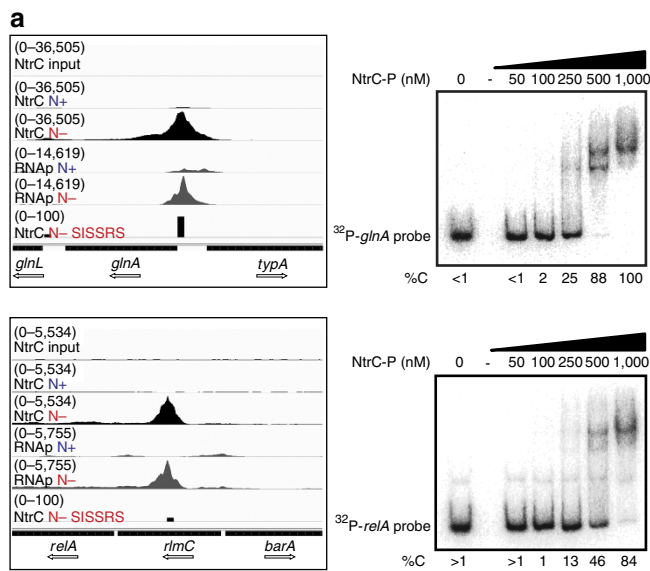 a
(0–36,505)
NtrC input
(0–36,505)
NtrC N+
(0–36,505)
NtrC N–
(0–14,619)
RNAp N+
(0–14,619)
RNAp N–
(0–100)
NtrC N– SISSRS
glnL glnA typA
NtrC-P (nM) 0 - 50 100 250 500 1,000
32P-glnA probe
%C <1 <1 2 25 88 100
(0–5,534)
NtrC input
(0–5,534)
NtrC N+
(0–5,534)
NtrC N–
(0–5,755)
RNAp N+
(0–5,755)
RNAp N–
(0–100)
NtrC N– SISSRS
relA rlmC barA
NtrC-P (nM) 0 - 50 100 250 500 1,000
32P-relA probe
%C >1 >1 1 13 46 84